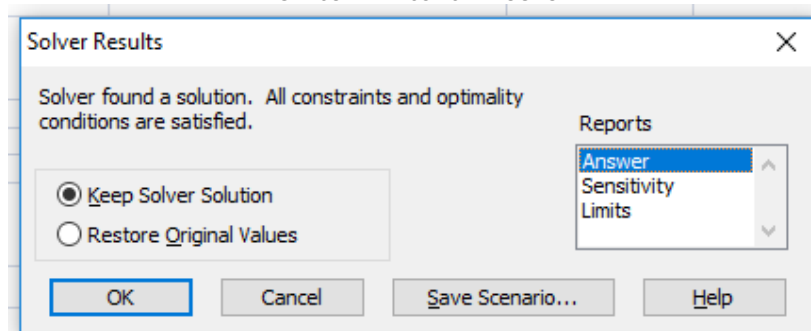 Solver Results
Solver found a solution. All constraints and optimality
conditions are satisfied.
Reports
Answer
Sensitivity
Limits
Keep Solver Solution
Restore Original Values
OK
Cancel
Save Scenario...
Help